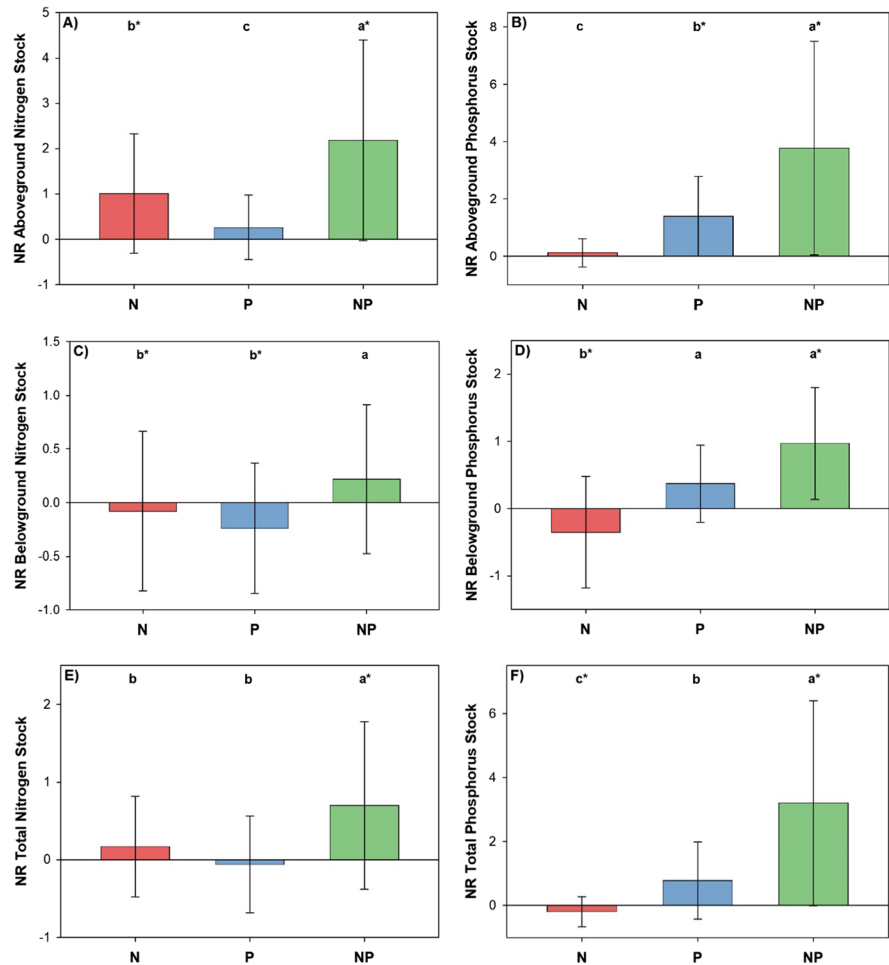 A) b* c a*
NR Aboveground Nitrogen Stock
5
4
3
2
1
0
-1
N P NP
B) c b* a*
NR Aboveground Phosphorus Stock
8
6
4
2
0
N P NP
C) b* b* a
NR Belowground Nitrogen Stock
1.5
1.0
0.5
0.0
-0.5
-1.0
N P NP
D) b* a a*
NR Belowground Phosphorus Stock
2
1
0
-1
N P NP
E) b b a*
NR Total Nitrogen Stock
2
1
0
-1
N P NP
F) c* b a*
NR Total Phosphorus Stock
6
4
2
0
N P NP